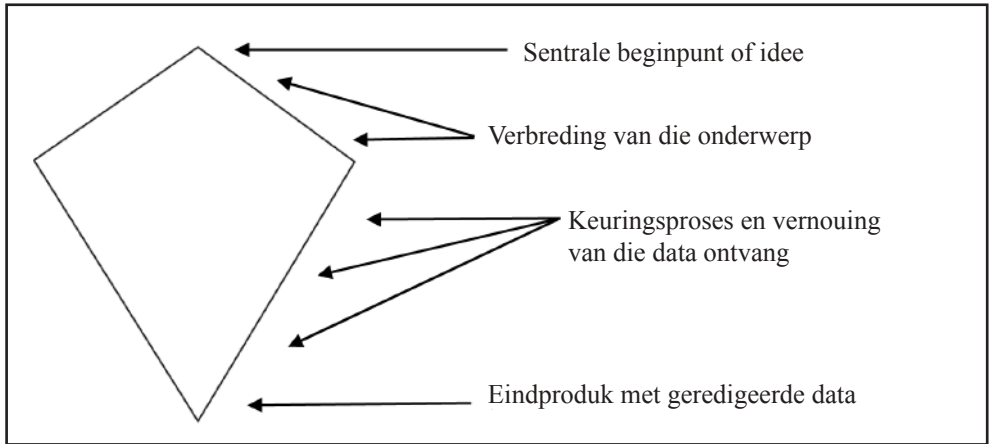 Sentrale beginpunt of idee
Verbreding van die onderwerp
Keuringsproses en vernouing
van die data ontvang
Eindproduk met geredigeerde data